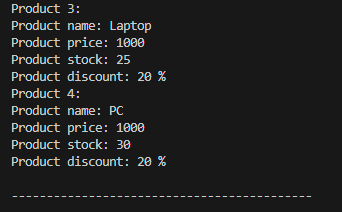 Product 3:
Product name: Laptop
Product price: 1000
Product stock: 25
Product discount: 20 %
Product 4:
Product name: PC
Product price: 1000
Product stock: 30
Product discount: 20 %
-------------------------------------------